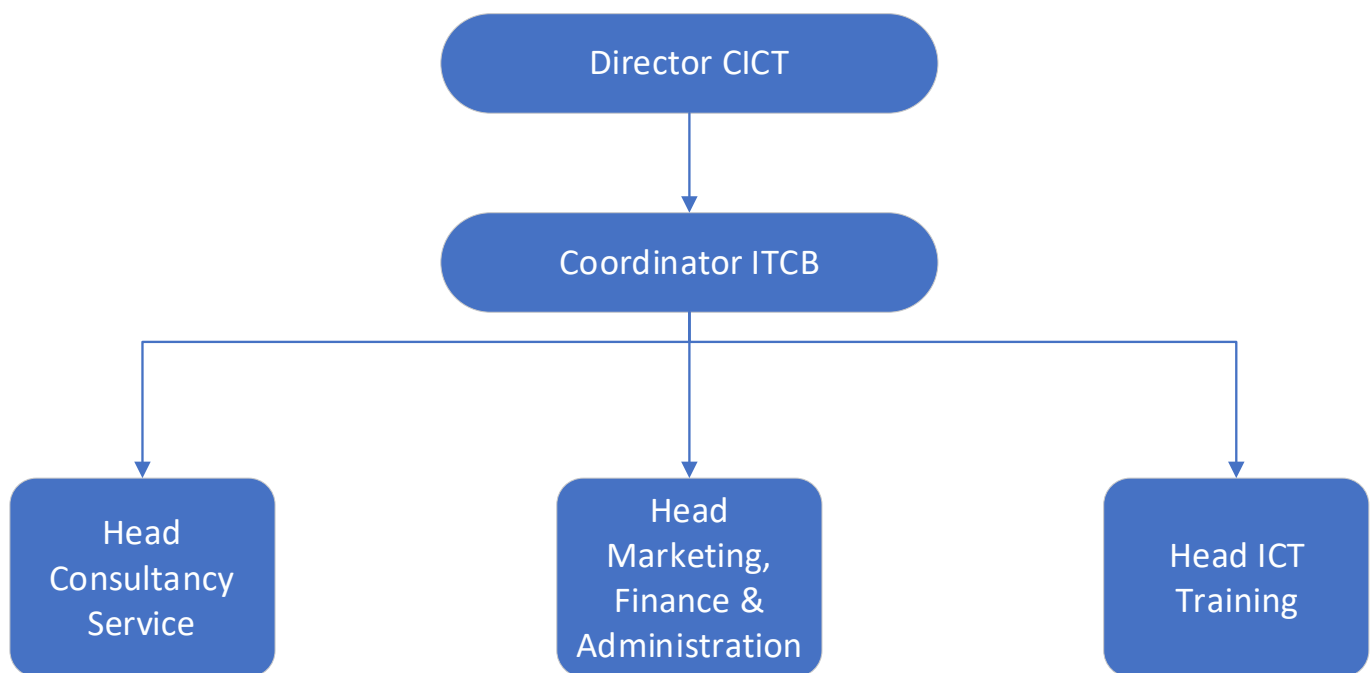 Director CICT
Coordinator ITCB
Head
Consultancy
Service
Head
Marketing,
Finance &
Administration
Head ICT
Training